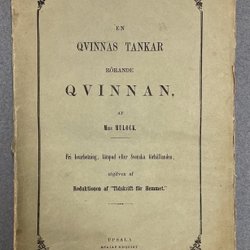 EN
QVINNAS TANKAR
RÖRANDE
QVINNAN,
AF
Mrs MULOCK.
Fri bearbetning, lämpad efter Svenska förhållanden,
utgifven af
Redaktionen af "Tidskrift för Hemmet."
UPSALA